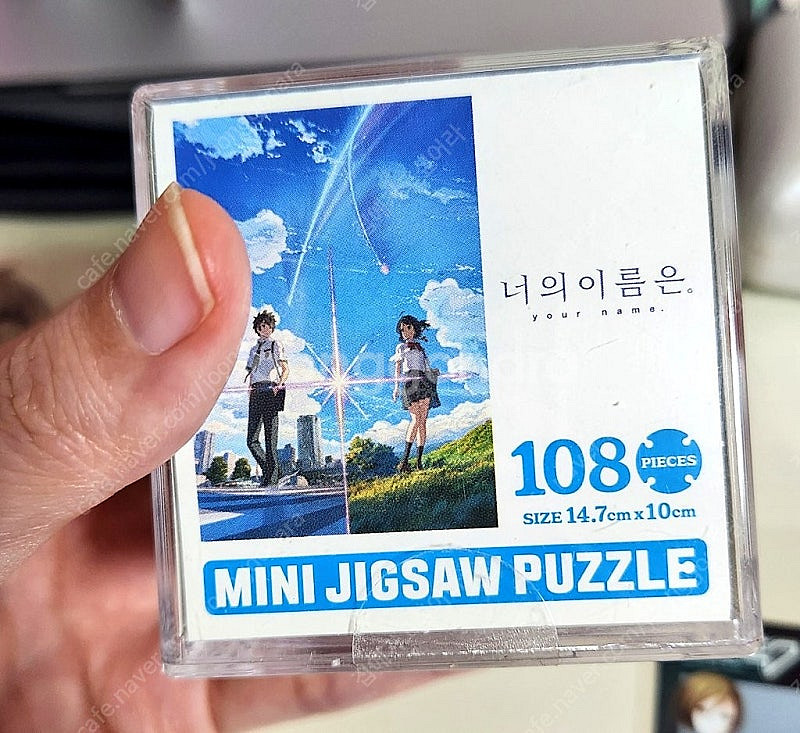 너의이름은。
your name.
108 PIECES
SIZE 14.7cm x 10cm
MINI JIGSAW PUZZLE